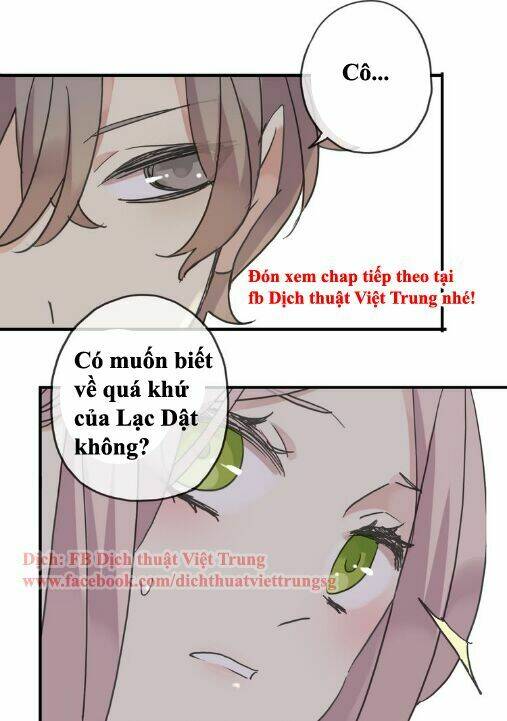 Cô...
Đón xem chap tiếp theo tại
fb Dịch thuật Việt Trung nhé!
Có muốn biết
về quá khứ
của Lạc Dật
không?
Dịch: FB Dịch thuật Việt Trung
www.facebook.com/dichthuatviettrungsg